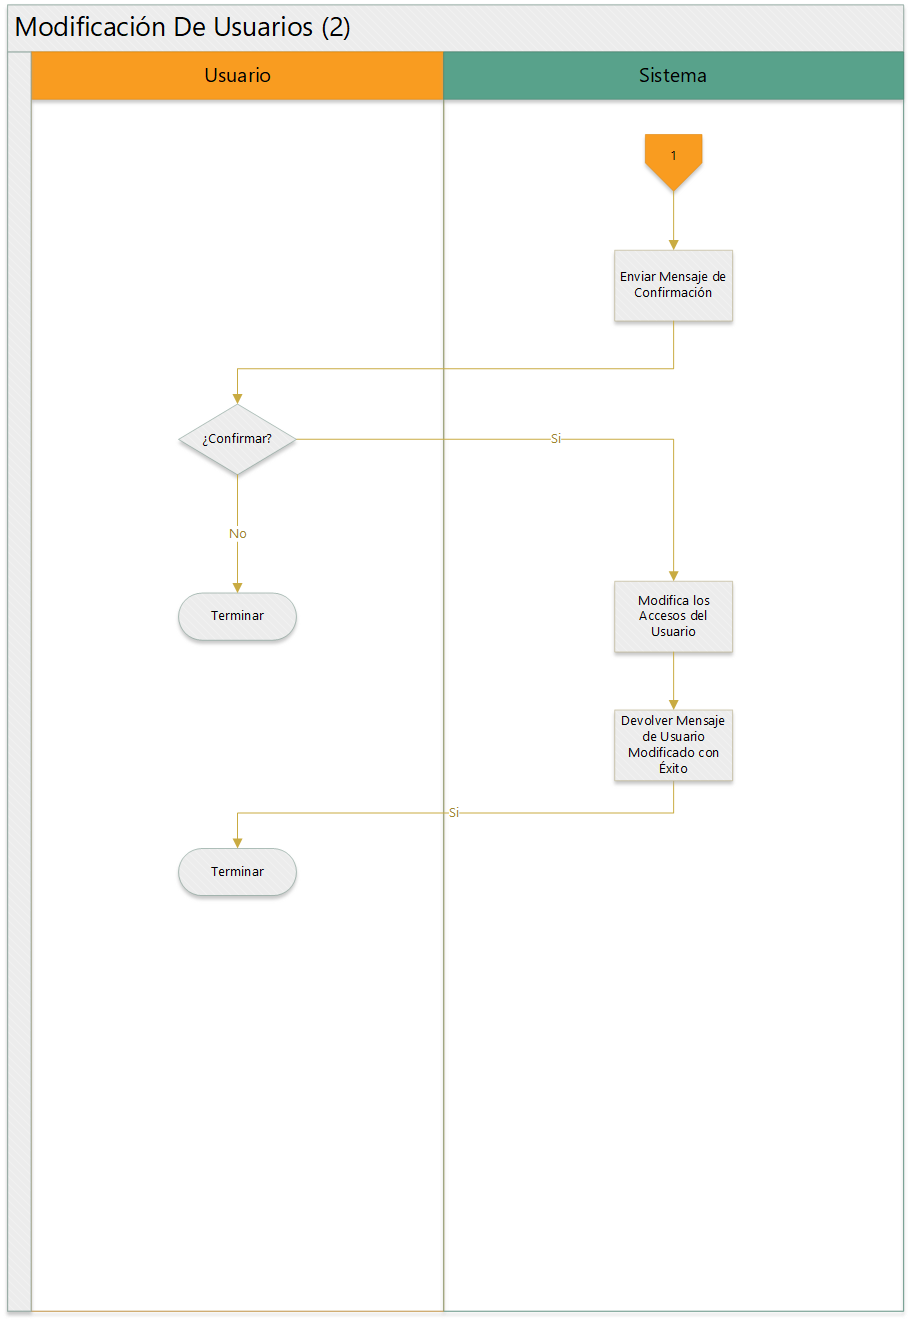 Modificación De Usuarios (2)
Usuario
Sistema
1
Enviar Mensaje de
Confirmación
¿Confirmar?
Si
No
Modifica los
Accesos del
Usuario
Terminar
Devolver Mensaje
de Usuario
Modificado con
Éxito
Si
Terminar